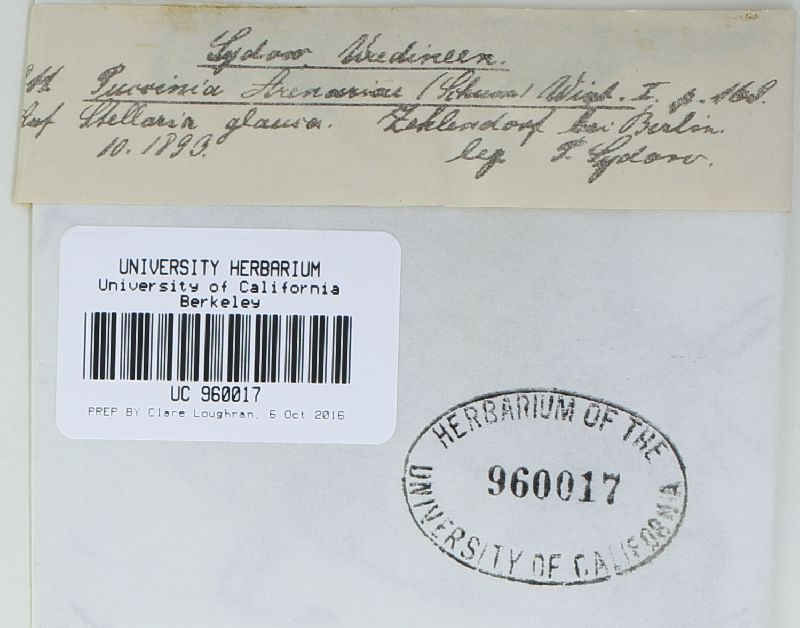 Sydow Uredineen.
Puccinia Arenariae (Schum) Wint. I. p. 168.
Auf Stellaria glauca. Zehlendorf bei Berlin.
10. 1893. leg. P. Sydow.
UNIVERSITY HERBARIUM
University of California
Berkeley
UC 960017
PREP BY Clare Loughran, 6 Oct 2016
HERBARIUM OF THE
960017
UNIVERSITY OF CALIFORNIA